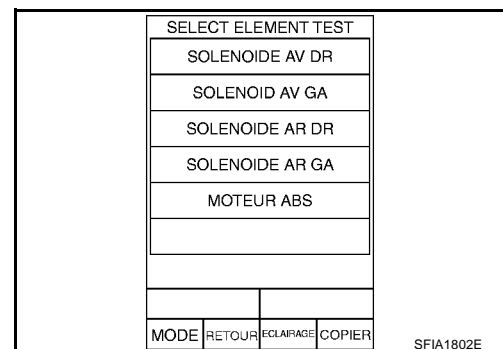 SELECT ELEMENT TEST
SOLENOIDE AV DR
SOLENOID AV GA
SOLENOIDE AR DR
SOLENOIDE AR GA
MOTEUR ABS
MODE RETOUR ECLAIRAGE COPIER
SFIA1802E